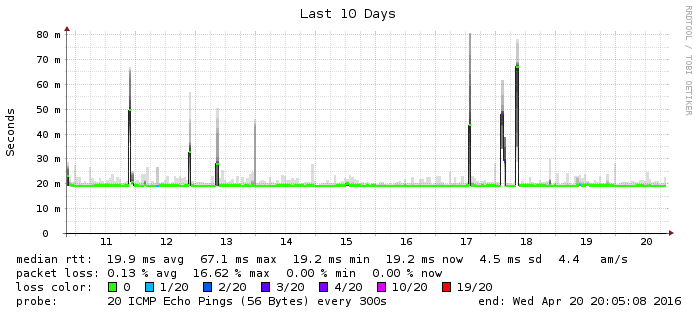 Last 10 Days
RRDTOOL / TOBI OETIKER
Seconds
80 m
70 m
60 m
50 m
40 m
30 m
20 m
10 m
0
11 12 13 14 15 16 17 18 19 20
median rtt: 19.9 ms avg 67.1 ms max 19.2 ms min 19.2 ms now 4.5 ms sd 4.4 am/s
packet loss: 0.13 % avg 16.62 % max 0.00 % min 0.00 % now
loss color: 0 1/20 2/20 3/20 4/20 10/20 19/20
probe: 20 ICMP Echo Pings (56 Bytes) every 300s end: Wed Apr 20 20:05:08 2016